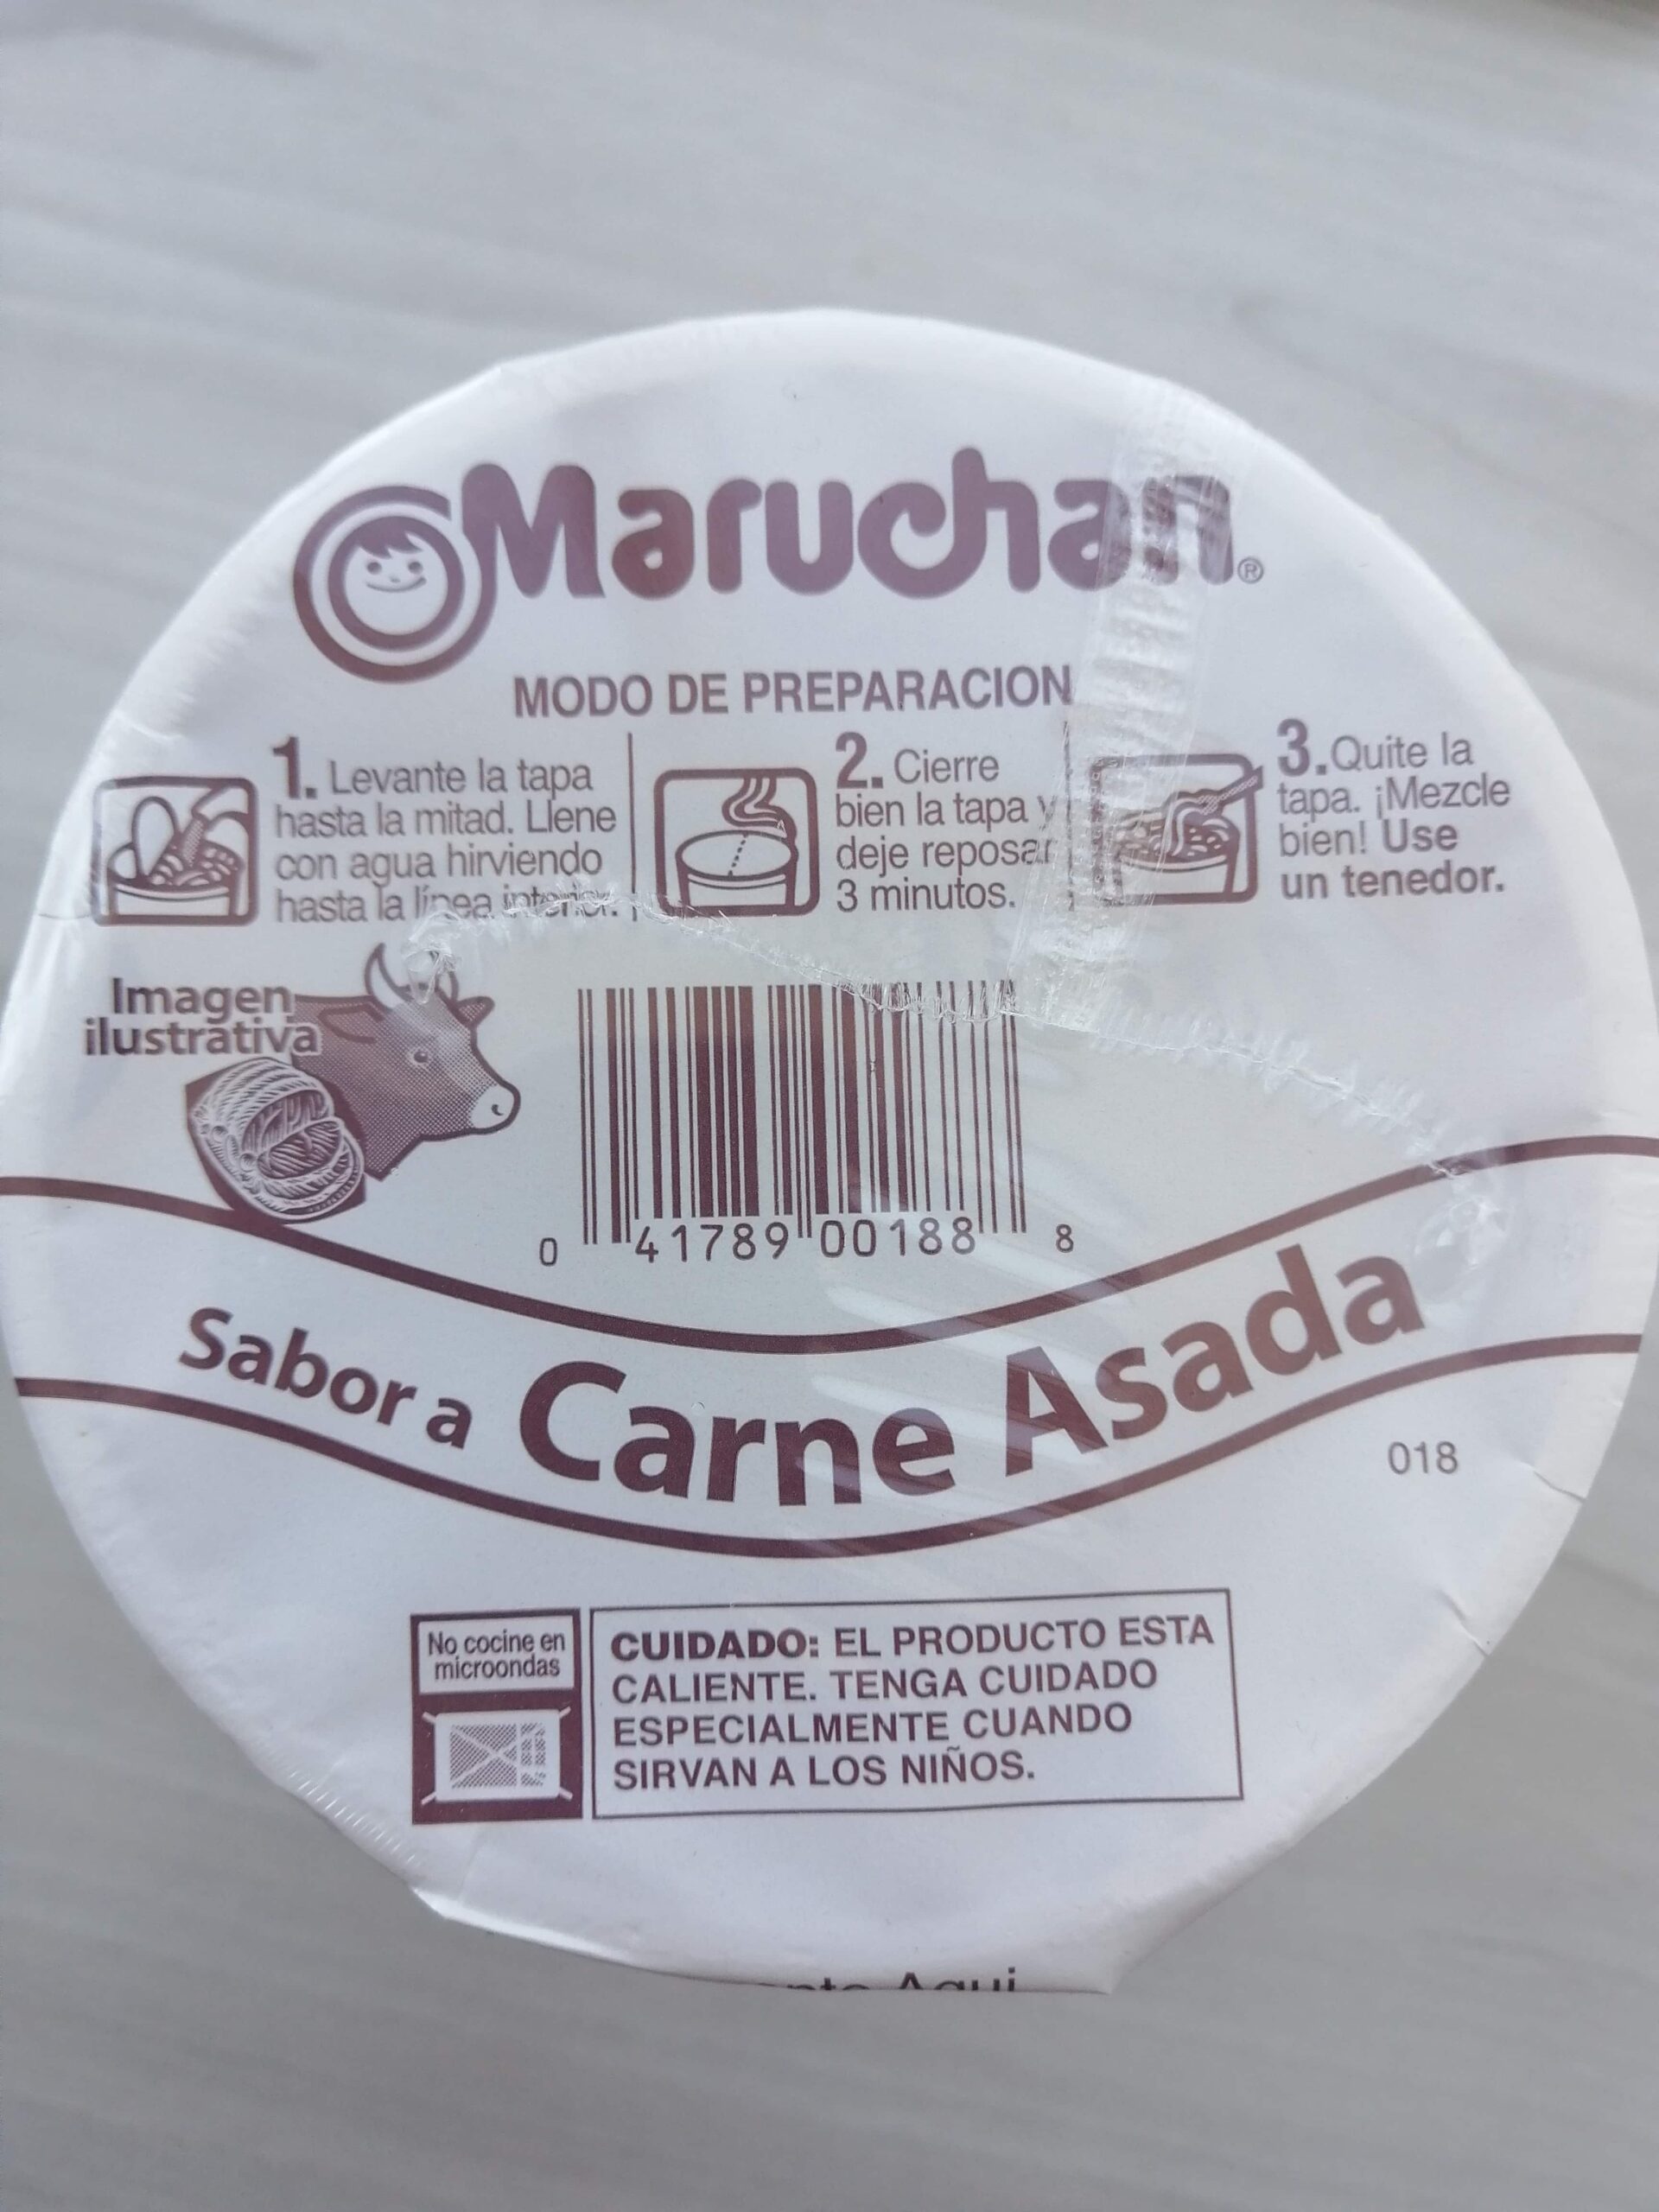 Maruchan®
MODO DE PREPARACION
1. Levante la tapa
hasta la mitad. Llene
con agua hirviendo
hasta la línea interior.
2. Cierre
bien la tapa y
deje reposar
3 minutos.
3. Quite la
tapa. ¡Mezcle
bien! Use
un tenedor.
Imagen
ilustrativa
0 41789 00188 8
Sabor a Carne Asada
018
No cocine en
microondas
CUIDADO: EL PRODUCTO ESTA
CALIENTE. TENGA CUIDADO
ESPECIALMENTE CUANDO
SIRVAN A LOS NIÑOS.
Aqui